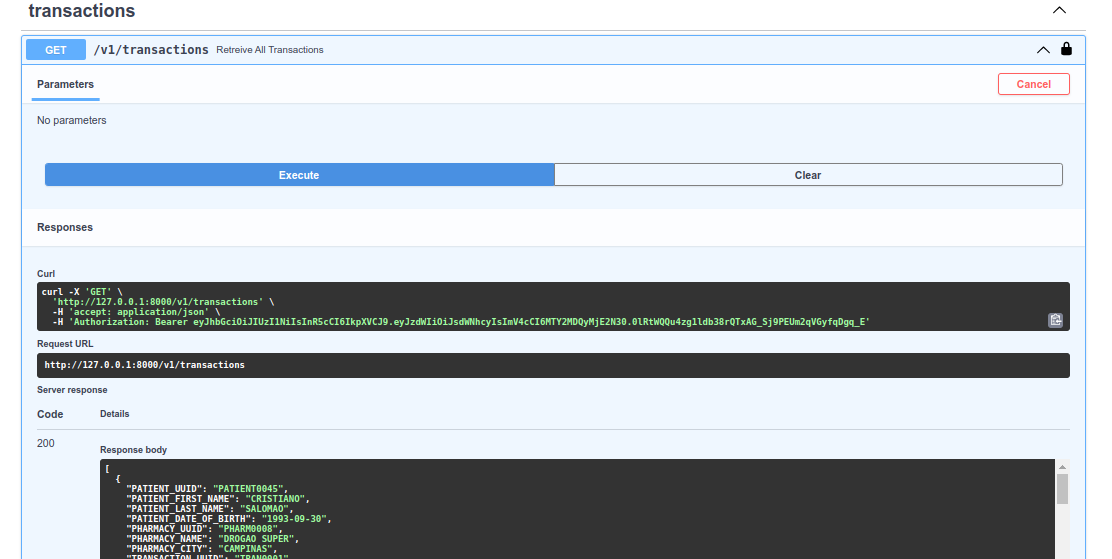 transactions
GET /v1/transactions Retreive All Transactions
Parameters Cancel
No parameters
Execute Clear
Responses
Curl
curl -X 'GET' \
'http://127.0.0.1:8000/v1/transactions' \
-H 'accept: application/json' \
-H 'Authorization: Bearer eyJhbGciOiJIUzI1NiIsInR5cCI6IkpXVCJ9.eyJzdWIiOiJsdWNhcyIsImV4cCI6MTY2MDQyMjE2N30.0lRtWQQu4zg1ldb38rQTxAG_Sj9PEUm2qVGyfqDgq_E'
Request URL
http://127.0.0.1:8000/v1/transactions
Server response
Code Details
200
Response body
[
{
"PATIENT_UUID": "PATIENT0045",
"PATIENT_FIRST_NAME": "CRISTIANO",
"PATIENT_LAST_NAME": "SALOMAO",
"PATIENT_DATE_OF_BIRTH": "1993-09-30",
"PHARMACY_UUID": "PHARM0008",
"PHARMACY_NAME": "DROGAO SUPER",
"PHARMACY_CITY": "CAMPINAS",
"TRANSACTION_UUID": "TRAN0001",